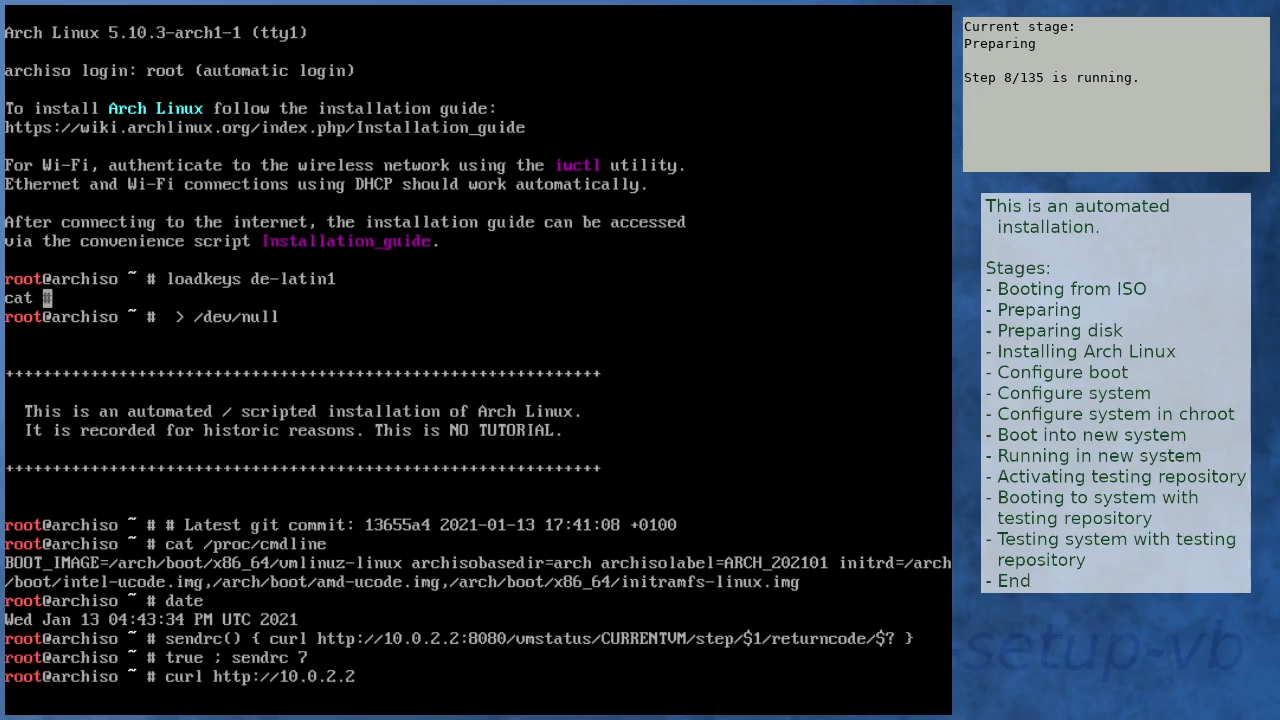 Arch Linux 5.10.3-arch1-1 (tty1)
archiso login: root (automatic login)
To install Arch Linux follow the installation guide:
https://wiki.archlinux.org/index.php/Installation_guide
For Wi-Fi, authenticate to the wireless network using the iwctl utility.
Ethernet and Wi-Fi connections using DHCP should work automatically.
After connecting to the internet, the installation guide can be accessed
via the convenience script Installation_guide.
root@archiso ~ # loadkeys de-latin1
cat #
root@archiso ~ #  > /dev/null
+++++++++++++++++++++++++++++++++++++++++++++++++++++++++++++++
This is an automated / scripted installation of Arch Linux.
It is recorded for historic reasons. This is NO TUTORIAL.
+++++++++++++++++++++++++++++++++++++++++++++++++++++++++++++++
root@archiso ~ # # Latest git commit: 13655a4 2021-01-13 17:41:08 +0100
root@archiso ~ # cat /proc/cmdline
BOOT_IMAGE=/arch/boot/x86_64/vmlinuz-linux archisobasedir=arch archisolabel=ARCH_202101 initrd=/arch
/boot/intel-ucode.img,/arch/boot/amd-ucode.img,/arch/boot/x86_64/initramfs-linux.img
root@archiso ~ # date
Wed Jan 13 04:43:34 PM UTC 2021
root@archiso ~ # sendrc() { curl http://10.0.2.2:8080/vmstatus/CURRENTVM/step/$1/returncode/$? }
root@archiso ~ # true ; sendrc 7
root@archiso ~ # curl http://10.0.2.2
Current stage:
Preparing
Step 8/135 is running.
This is an automated
installation.
Stages:
- Booting from ISO
- Preparing
- Preparing disk
- Installing Arch Linux
- Configure boot
- Configure system
- Configure system in chroot
- Boot into new system
- Running in new system
- Activating testing repository
- Booting to system with
testing repository
- Testing system with testing
repository
- End
-setup-vb